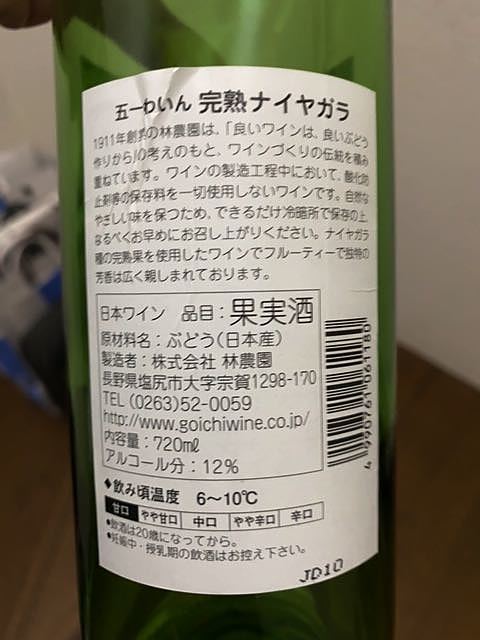 五一わいん 完熟ナイヤガラ
1911年創業の林農園は、「良いワインは、良いぶどう
作りから」の考えのもと、ワインづくりの伝統を積み
重ねています。ワインの製造工程中において、酸化防
止剤等の保存料を一切使用しないワインです。自然な
やさしい味を保つため、できるだけ冷暗所で保存の上、
なるべくお早めにお召し上がりください。ナイヤガラ
種の完熟果を使用したワインでフルーティーで独特の
芳香は広く親しまれております。
日本ワイン 品目：果実酒
原材料名：ぶどう（日本産）
製造者：株式会社 林農園
長野県塩尻市大字宗賀1298-170
TEL (0263)52-0059
http://www.goichiwine.co.jp/
内容量：720mℓ
アルコール分：12%
4 990761 061180
◆飲み頃温度 6〜10℃
甘口 やや甘口 中口 やや辛口 辛口
●飲酒は20歳になってから。
●妊娠中・授乳期の飲酒はお控え下さい。
JD10